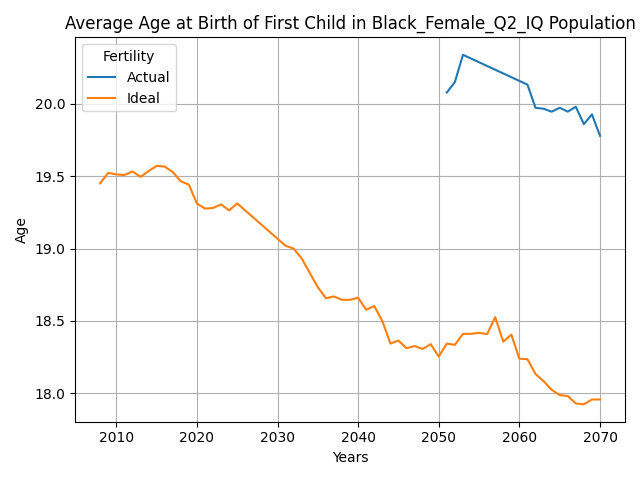 Average Age at Birth of First Child in Black_Female_Q2_IQ Population
Fertility
Actual
Ideal
20.0
19.5
19.0
18.5
18.0
Age
2010 2020 2030 2040 2050 2060 2070
Years